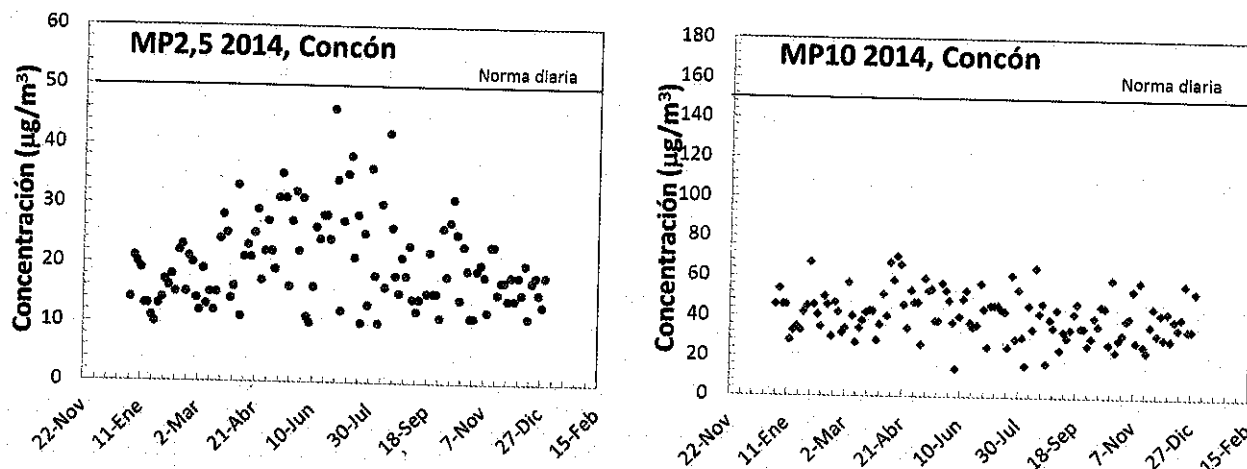 MP2,5 2014, Concón
Norma diaria
Concentración (µg/m³)
60
50
40
30
20
10
0
22-Nov
11-Ene
2-Mar
21-Abr
10-Jun
30-Jul
18-Sep
7-Nov
27-Dic
15-Feb
MP10 2014, Concón
Norma diaria
Concentración (µg/m³)
180
160
140
120
100
80
60
40
20
0
22-Nov
11-Ene
2-Mar
21-Abr
10-Jun
30-Jul
18-Sep
7-Nov
27-Dic
15-Feb